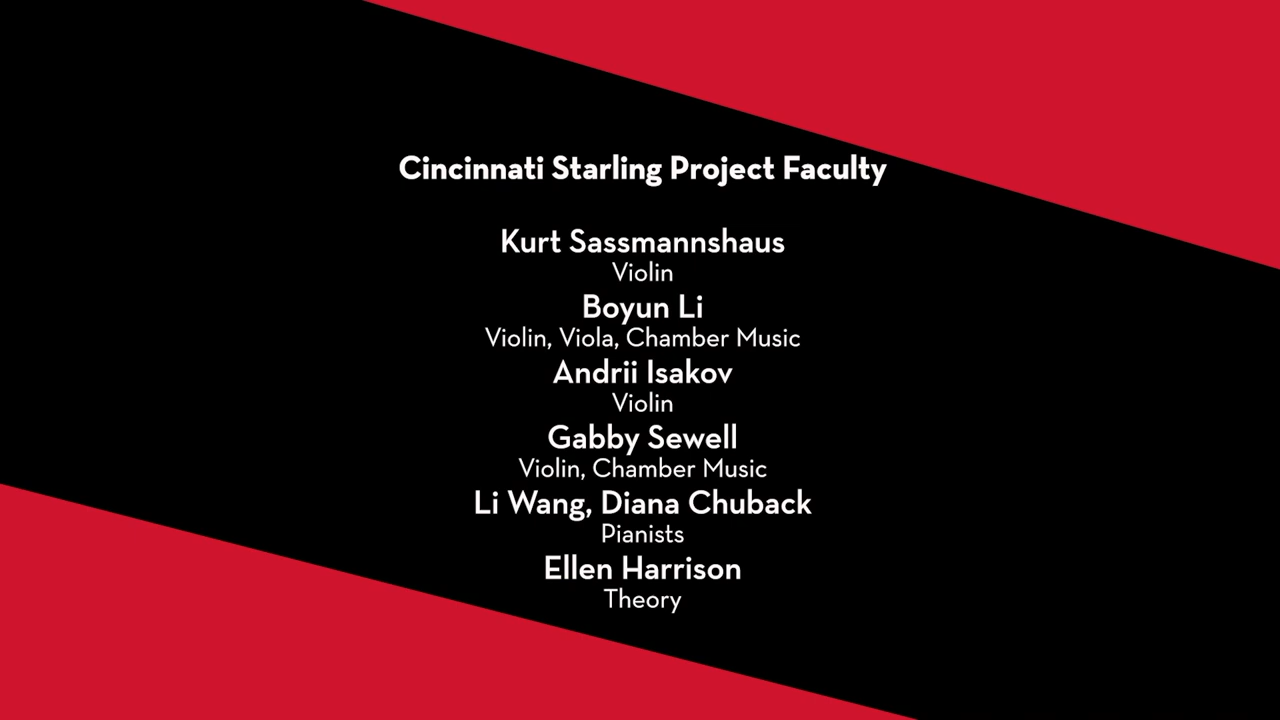 Cincinnati Starling Project Faculty
Kurt Sassmannshaus
Violin
Boyun Li
Violin, Viola, Chamber Music
Andrii Isakov
Violin
Gabby Sewell
Violin, Chamber Music
Li Wang, Diana Chuback
Pianists
Ellen Harrison
Theory